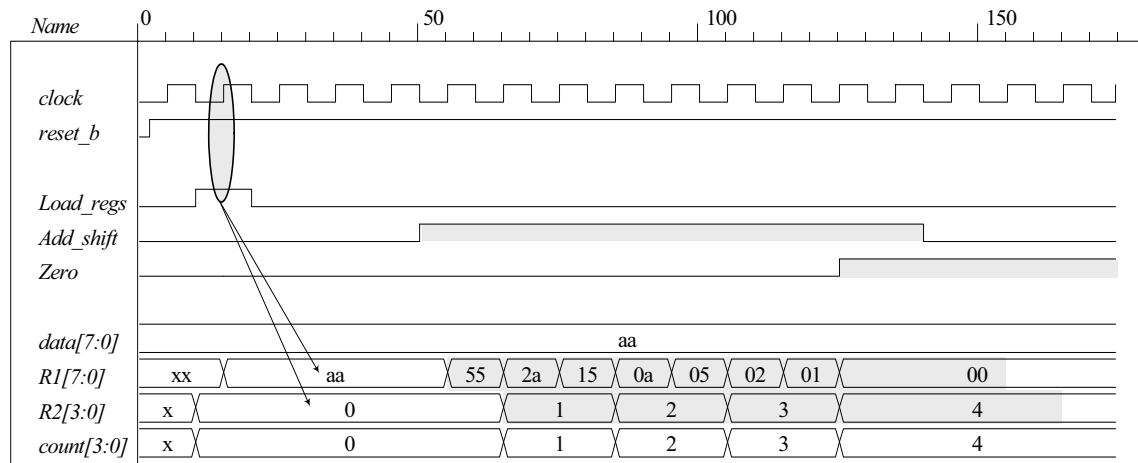 Name 0 50 100 150
clock
reset_b
Load_regs
Add_shift
Zero
data[7:0] aa
R1[7:0] xx aa 55 2a 15 0a 05 02 01 00
R2[3:0] x 0 1 2 3 4
count[3:0] x 0 1 2 3 4